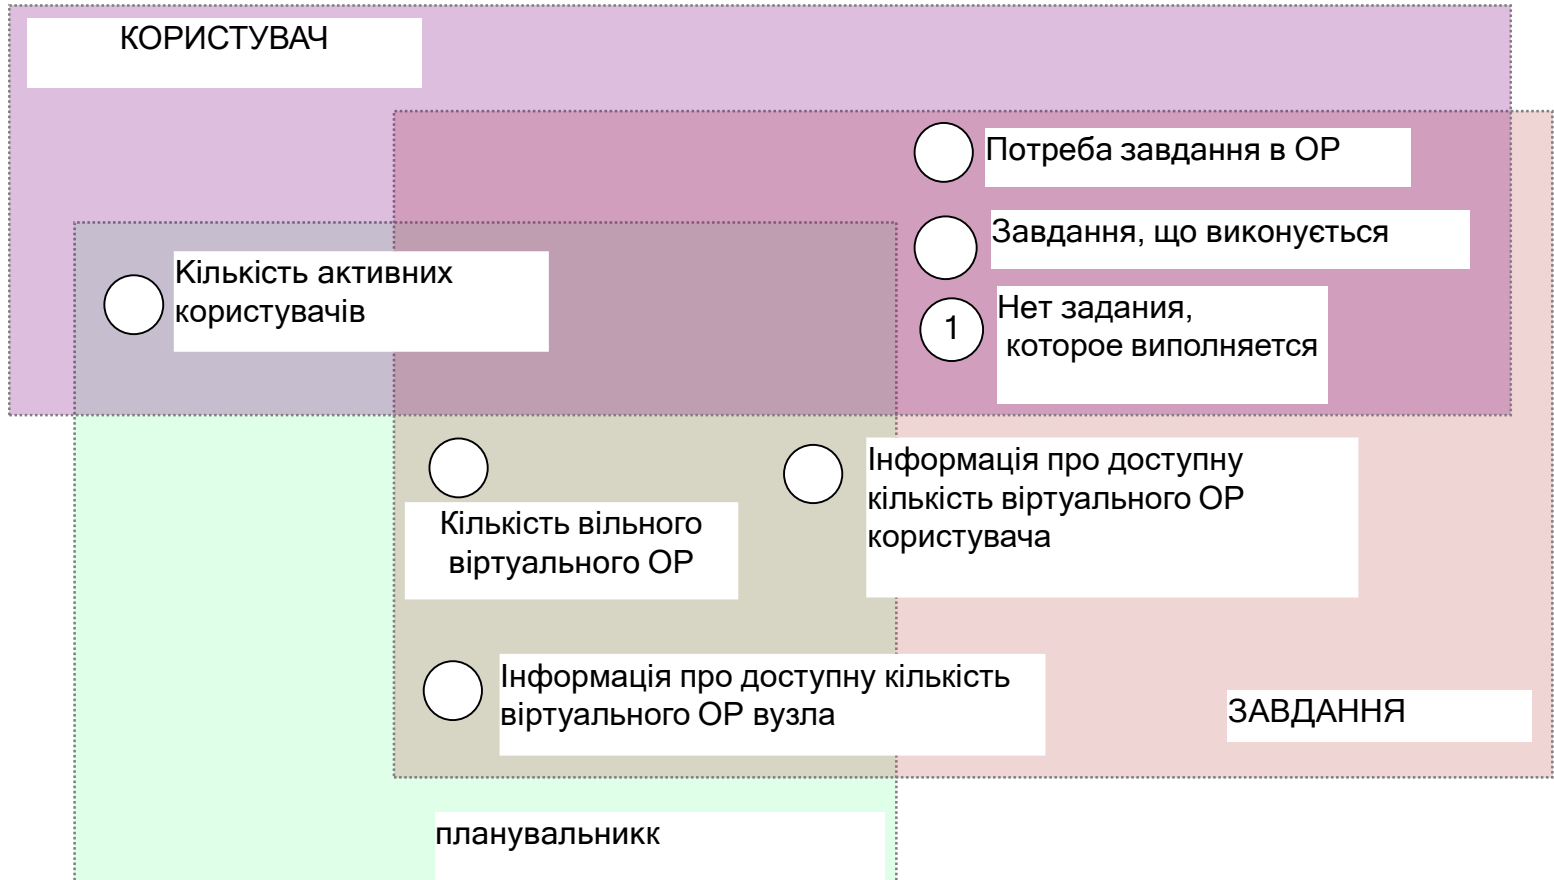 КОРИСТУВАЧ
Потреба завдання в ОР
Завдання, що виконується
Кількість активних
користувачів
1
Нет задания,
которое виполняется
Інформація про доступну
кількість віртуального ОР
користувача
Кількість вільного
віртуального ОР
Інформація про доступну кількість
віртуального ОР вузла
ЗАВДАННЯ
планувальникк